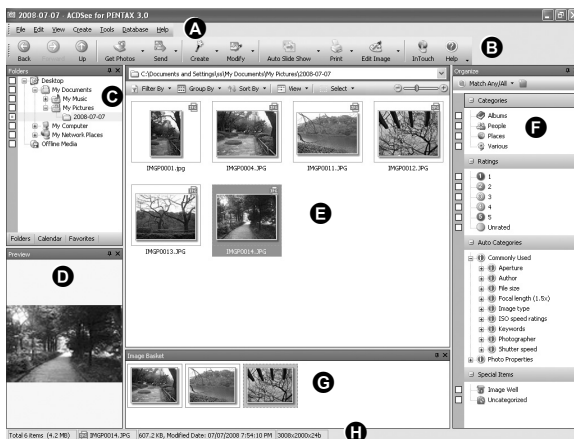 2008-07-07 - ACDSee for PENTAX 3.0
File Edit View Create Tools Database Help
A
Back Forward Up Get Photos Send Create Modify Auto Slide Show Print Edit Image InTouch Help
B
Folders
Desktop
My Documents
My Music
My Pictures
2008-07-07
My Computer
My Network Places
Offline Media
C
Folders Calendar Favorites
Preview
D
C:\Documents and Settings\ss\My Documents\My Pictures\2008-07-07
Filter By Group By Sort By View Select
IMGP0001.jpg IMGP0004.JPG IMGP0011.JPG IMGP0012.JPG
IMGP0013.JPG IMGP0014.JPG
E
Image Basket
G
Organize
Match Any/All
Categories
Albums
People
Places
Various
F
Ratings
1
2
3
4
5
Unrated
Auto Categories
Commonly Used
Aperture
Author
File size
Focal length (1.5x)
Image type
ISO speed ratings
Keywords
Photographer
Shutter speed
Photo Properties
Special Items
Image Well
Uncategorized
Total 6 items (4.2 MB) IMGP0014.JPG 607.2 KB, Modified Date: 07/07/2008 7:54:10 PM 3008x2000x24b
H